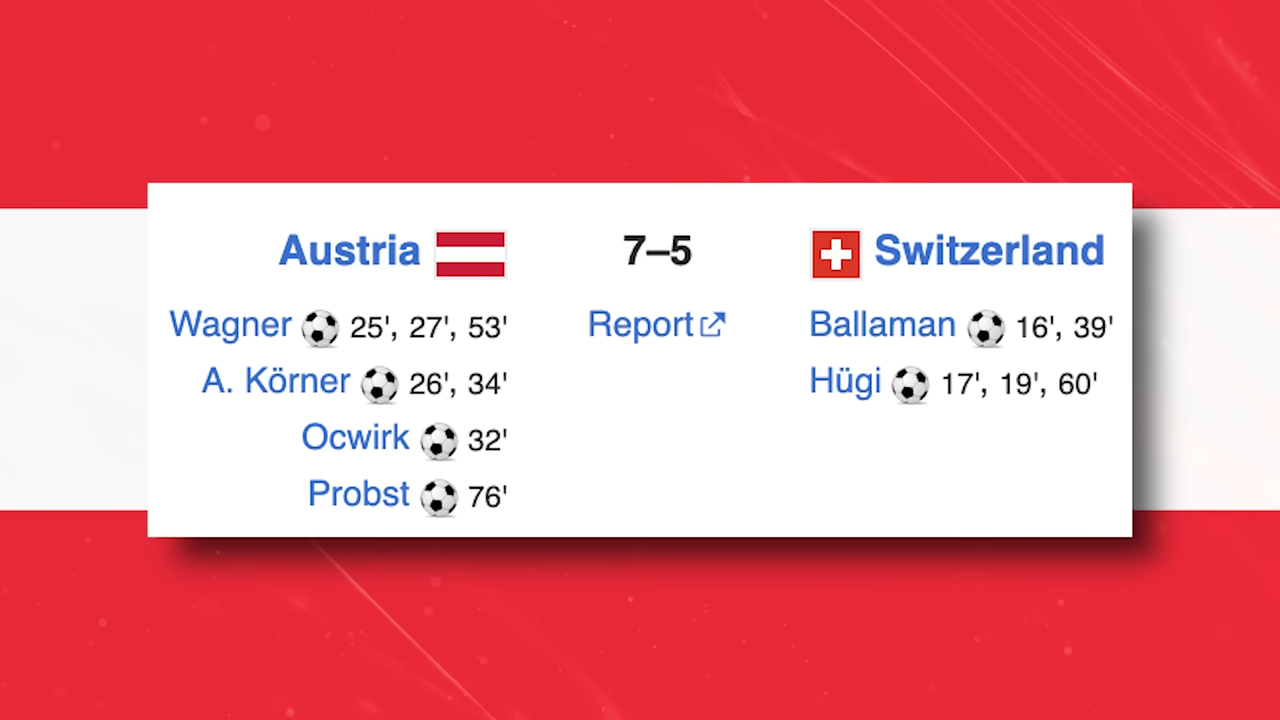 Austria 7–5 Switzerland
Wagner 25', 27', 53' Report Ballaman 16', 39'
A. Körner 26', 34' Hügi 17', 19', 60'
Ocwirk 32'
Probst 76'